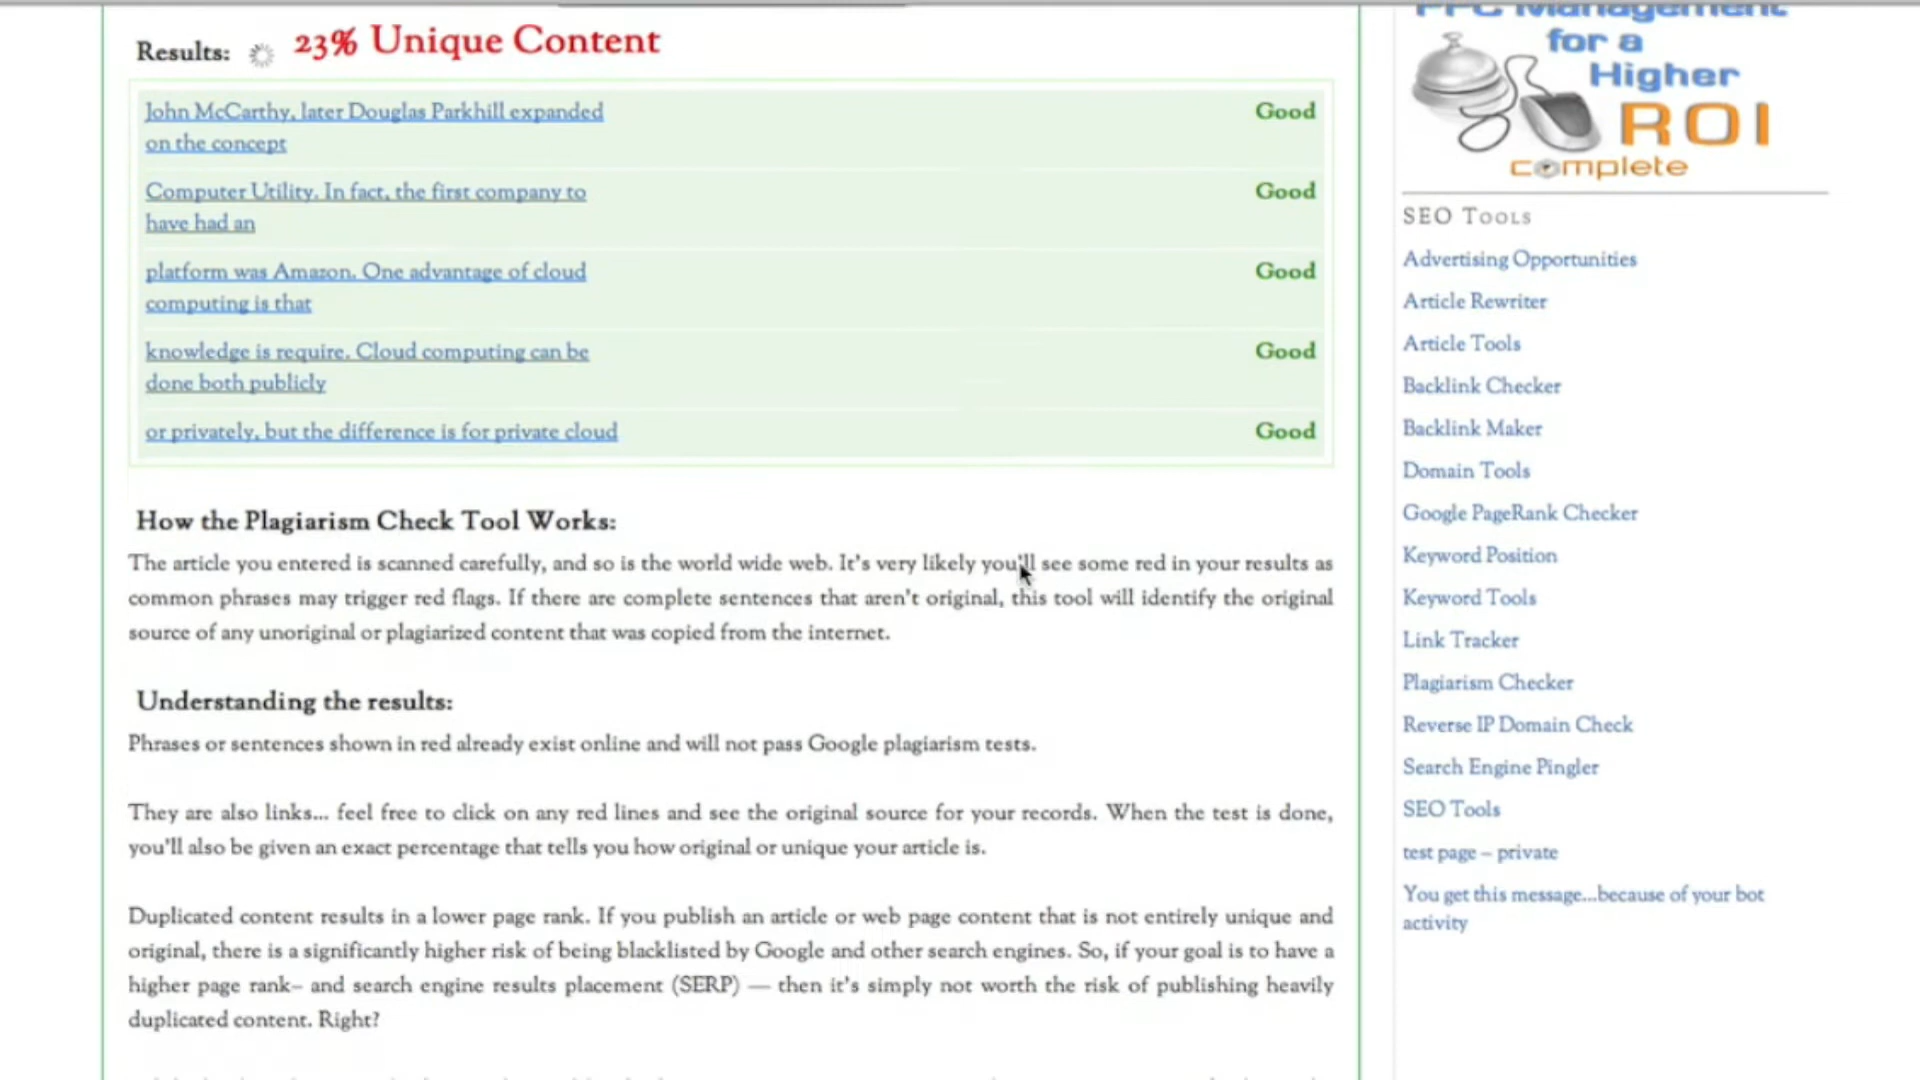 PPC Management
for a
Higher
ROI
complete
Results: 23% Unique Content
John McCarthy, later Douglas Parkhill expanded Good
on the concept
Computer Utility. In fact, the first company to Good
have had an
platform was Amazon. One advantage of cloud Good
computing is that
knowledge is require. Cloud computing can be Good
done both publicly
or privately, but the difference is for private cloud Good
How the Plagiarism Check Tool Works:
The article you entered is scanned carefully, and so is the world wide web. It's very likely you'll see some red in your results as
common phrases may trigger red flags. If there are complete sentences that aren't original, this tool will identify the original
source of any unoriginal or plagiarized content that was copied from the internet.
Understanding the results:
Phrases or sentences shown in red already exist online and will not pass Google plagiarism tests.
They are also links... feel free to click on any red lines and see the original source for your records. When the test is done,
you'll also be given an exact percentage that tells you how original or unique your article is.
Duplicated content results in a lower page rank. If you publish an article or web page content that is not entirely unique and
original, there is a significantly higher risk of being blacklisted by Google and other search engines. So, if your goal is to have a
higher page rank– and search engine results placement (SERP) — then it's simply not worth the risk of publishing heavily
duplicated content. Right?
SEO Tools
Advertising Opportunities
Article Rewriter
Article Tools
Backlink Checker
Backlink Maker
Domain Tools
Google PageRank Checker
Keyword Position
Keyword Tools
Link Tracker
Plagiarism Checker
Reverse IP Domain Check
Search Engine Pingler
SEO Tools
test page – private
You get this message...because of your bot
activity